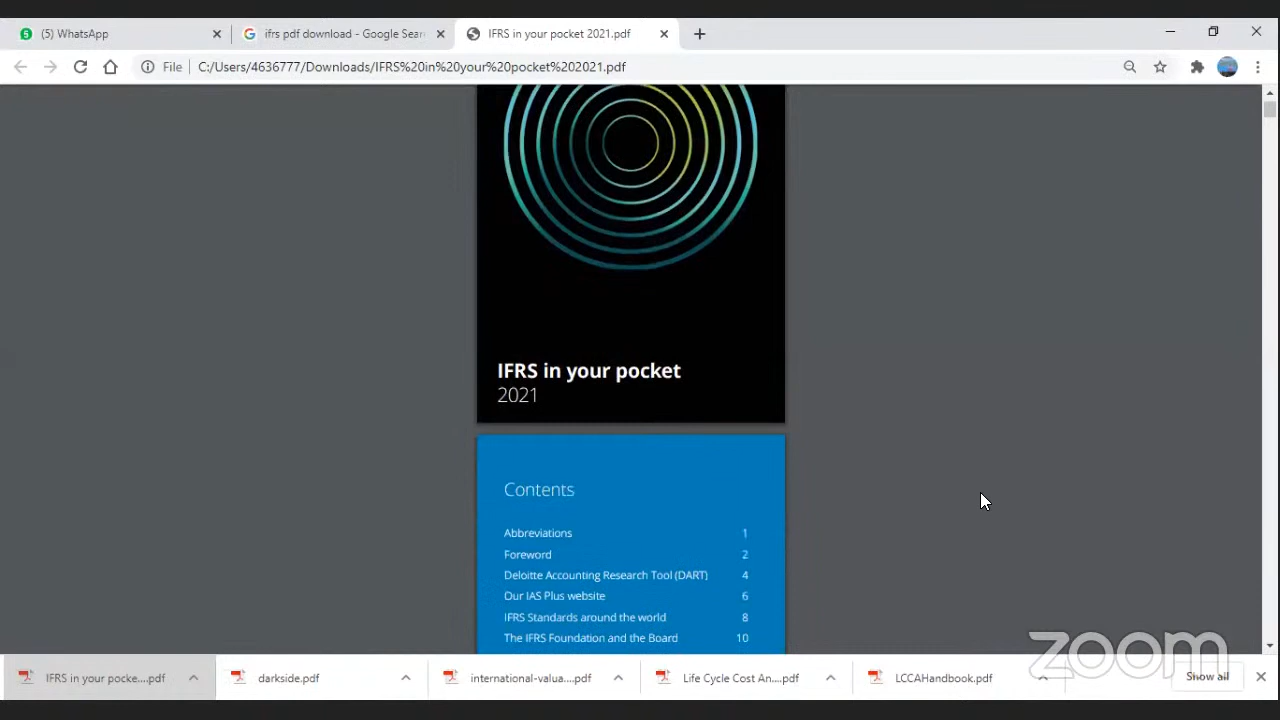 (5) WhatsApp
ifrs pdf download - Google Sear
IFRS in your pocket 2021.pdf
File
C:/Users/4636777/Downloads/IFRS%20in%20your%20pocket%202021.pdf
IFRS in your pocket
2021
Contents
Abbreviations 1
Foreword 2
Deloitte Accounting Research Tool (DART) 4
Our IAS Plus website 6
IFRS Standards around the world 8
The IFRS Foundation and the Board 10
zoom
IFRS in your pocke....pdf
darkside.pdf
international-valua....pdf
Life Cycle Cost An....pdf
LCCAHandbook.pdf
Show all